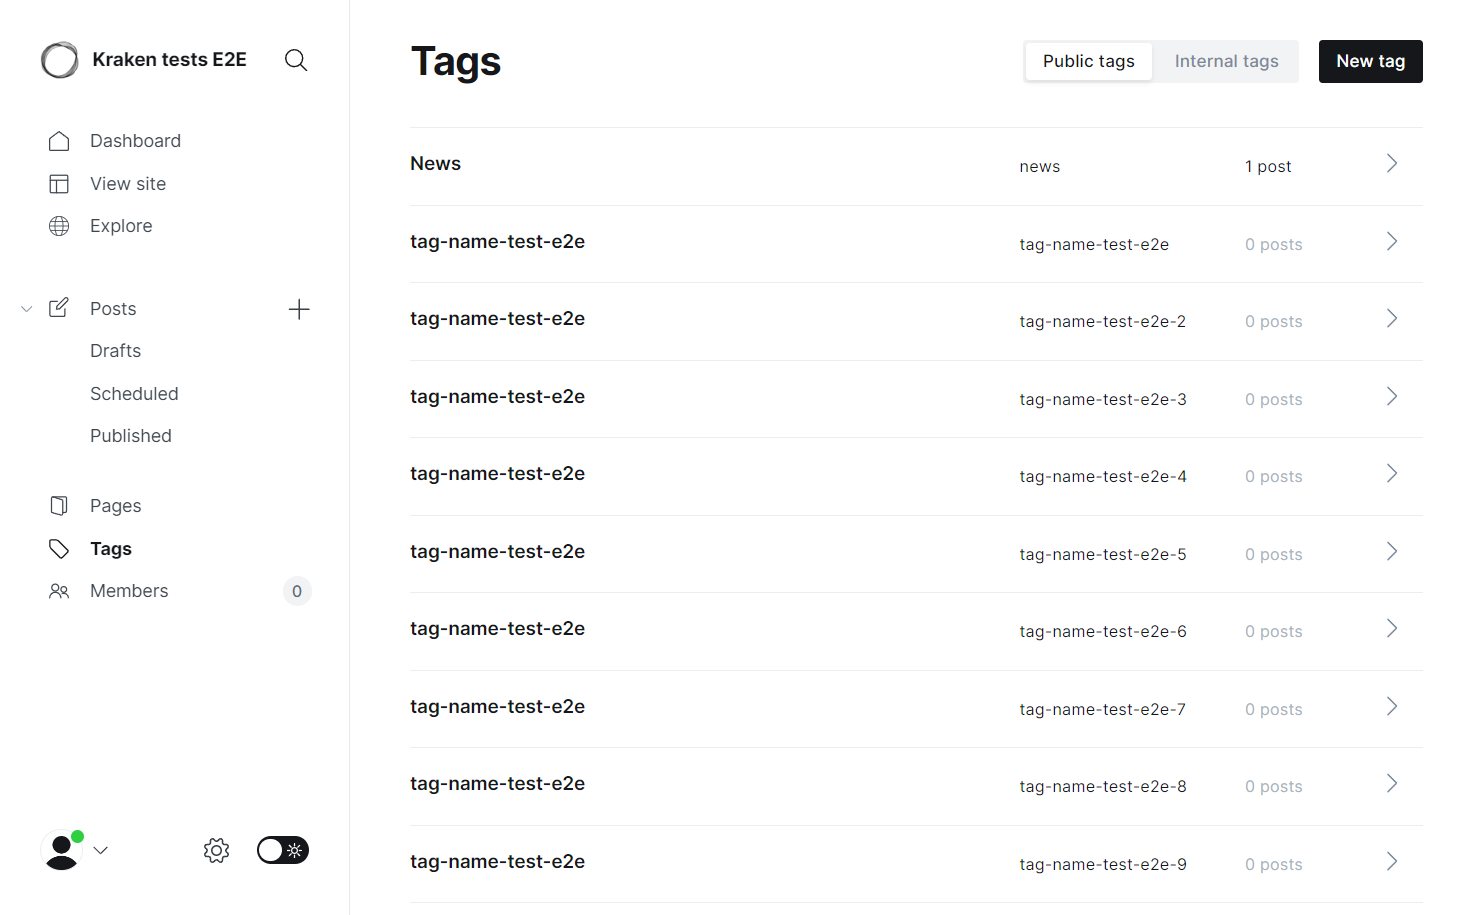 Kraken tests E2E
Dashboard
View site
Explore
Posts
Drafts
Scheduled
Published
Pages
Tags
Members 0
Tags
Public tags Internal tags New tag
News news 1 post
tag-name-test-e2e tag-name-test-e2e 0 posts
tag-name-test-e2e tag-name-test-e2e-2 0 posts
tag-name-test-e2e tag-name-test-e2e-3 0 posts
tag-name-test-e2e tag-name-test-e2e-4 0 posts
tag-name-test-e2e tag-name-test-e2e-5 0 posts
tag-name-test-e2e tag-name-test-e2e-6 0 posts
tag-name-test-e2e tag-name-test-e2e-7 0 posts
tag-name-test-e2e tag-name-test-e2e-8 0 posts
tag-name-test-e2e tag-name-test-e2e-9 0 posts